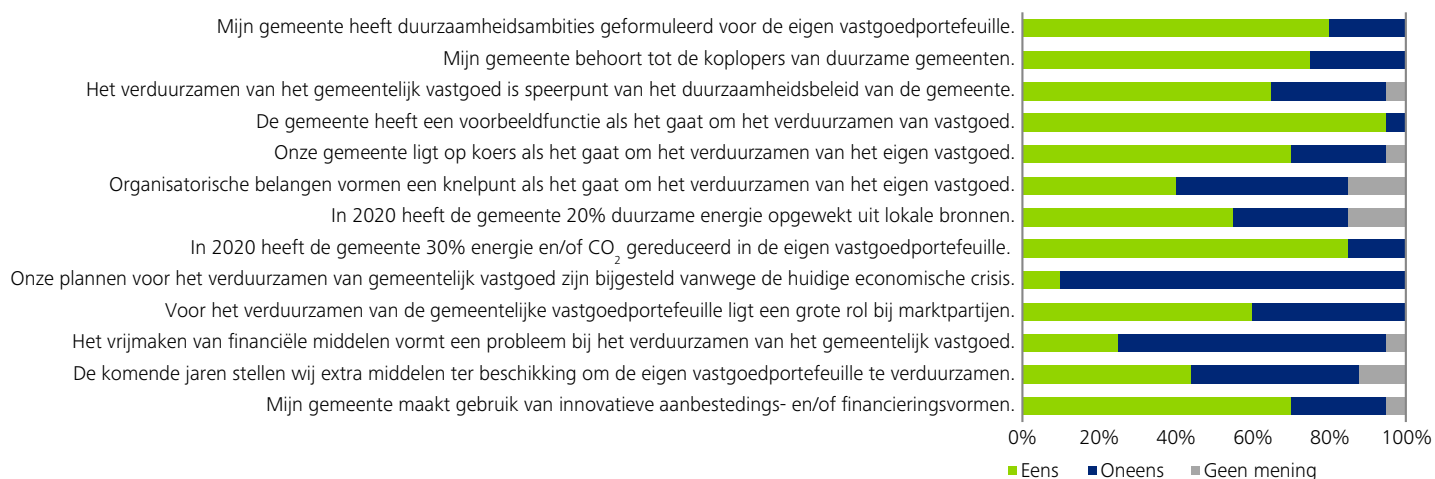 Mijn gemeente heeft duurzaamheidsambities geformuleerd voor de eigen vastgoedportefeuille.
Mijn gemeente behoort tot de koplopers van duurzame gemeenten.
Het verduurzamen van het gemeentelijk vastgoed is speerpunt van het duurzaamheidsbeleid van de gemeente.
De gemeente heeft een voorbeeldfunctie als het gaat om het verduurzamen van vastgoed.
Onze gemeente ligt op koers als het gaat om het verduurzamen van het eigen vastgoed.
Organisatorische belangen vormen een knelpunt als het gaat om het verduurzamen van het eigen vastgoed.
In 2020 heeft de gemeente 20% duurzame energie opgewekt uit lokale bronnen.
In 2020 heeft de gemeente 30% energie en/of CO₂ gereduceerd in de eigen vastgoedportefeuille.
Onze plannen voor het verduurzamen van gemeentelijk vastgoed zijn bijgesteld vanwege de huidige economische crisis.
Voor het verduurzamen van de gemeentelijke vastgoedportefeuille ligt een grote rol bij marktpartijen.
Het vrijmaken van financiële middelen vormt een probleem bij het verduurzamen van het gemeentelijk vastgoed.
De komende jaren stellen wij extra middelen ter beschikking om de eigen vastgoedportefeuille te verduurzamen.
Mijn gemeente maakt gebruik van innovatieve aanbestedings- en/of financieringsvormen.
0% 20% 40% 60% 80% 100%
Eens Oneens Geen mening